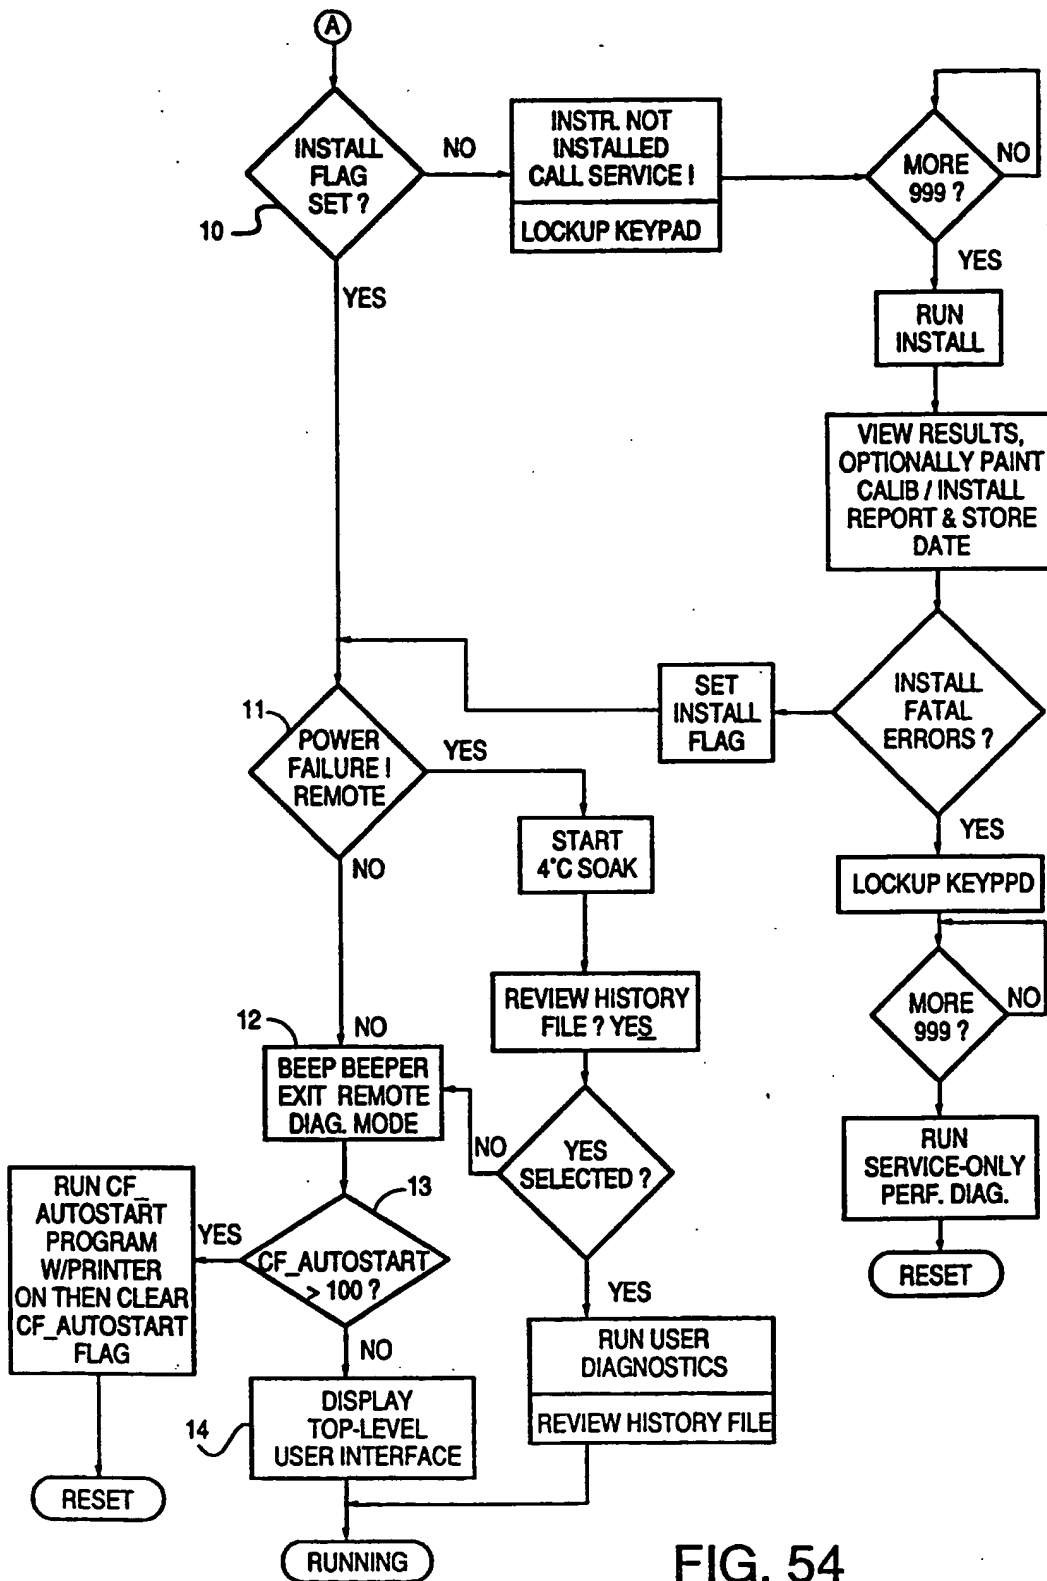 A
INSTALL
FLAG
SET ?
10
NO
YES
INSTR. NOT
INSTALLED
CALL SERVICE !
LOCKUP KEYPAD
MORE
999 ?
NO
YES
RUN
INSTALL
VIEW RESULTS,
OPTIONALLY PAINT
CALIB / INSTALL
REPORT & STORE
DATE
INSTALL
FATAL
ERRORS ?
SET
INSTALL
FLAG
YES
LOCKUP KEYPPD
MORE
999 ?
NO
RUN
SERVICE-ONLY
PERF. DIAG.
RESET
11
POWER
FAILURE !
REMOTE
YES
NO
START
4°C SOAK
REVIEW HISTORY
FILE ? YES
YES
SELECTED ?
NO
YES
RUN USER
DIAGNOSTICS
REVIEW HISTORY FILE
12
NO
BEEP BEEPER
EXIT REMOTE
DIAG. MODE
13
CF_AUTOSTART
> 100 ?
YES
NO
RUN CF_
AUTOSTART
PROGRAM
W/PRINTER
ON THEN CLEAR
CF_AUTOSTART
FLAG
RESET
14
DISPLAY
TOP-LEVEL
USER INTERFACE
RUNNING
FIG. 54